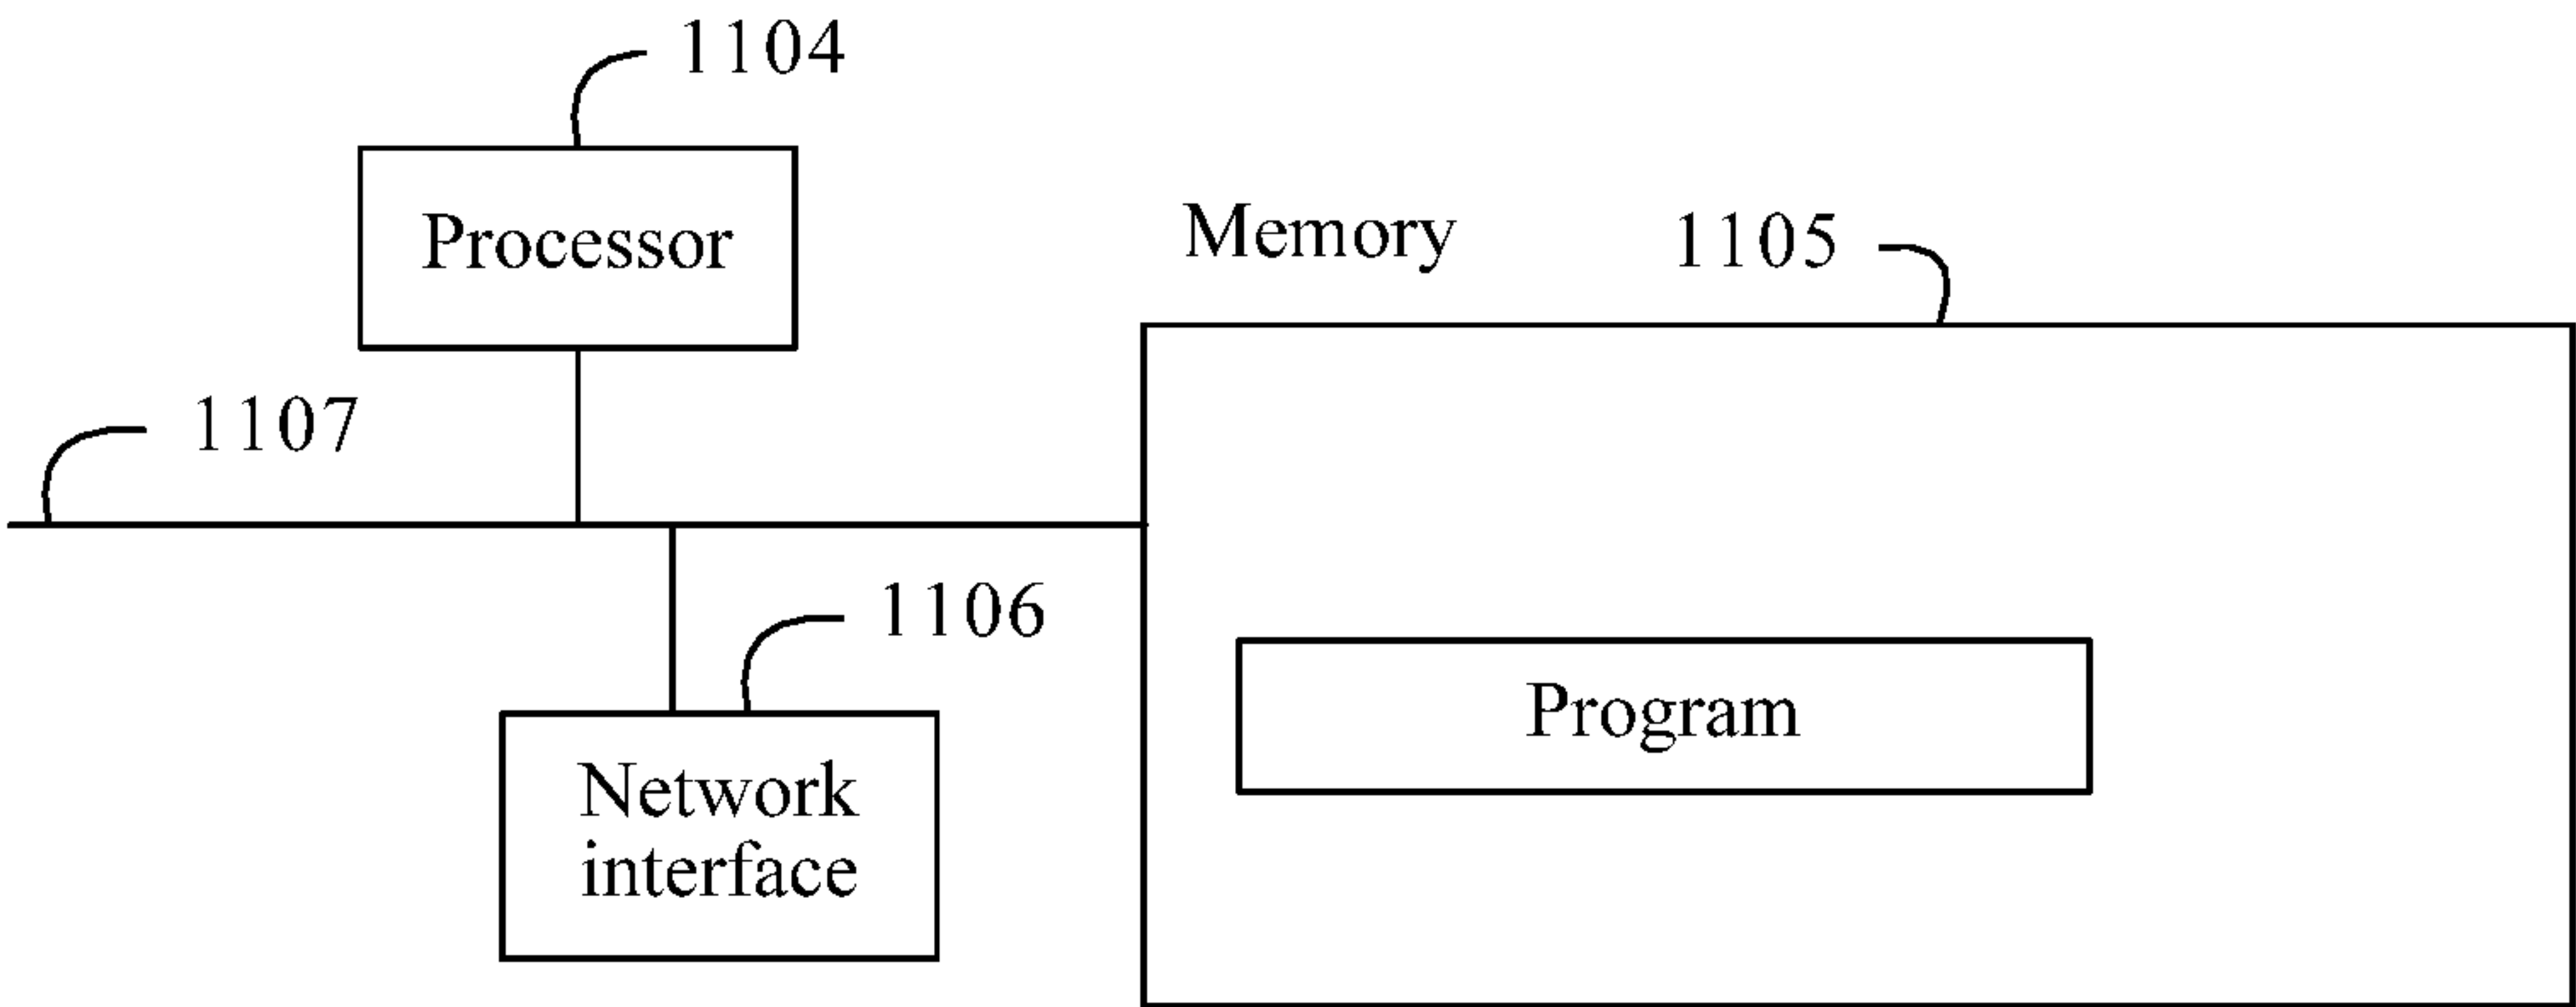 1104
Processor
Memory
1105
1107
1106
Program
Network
interface